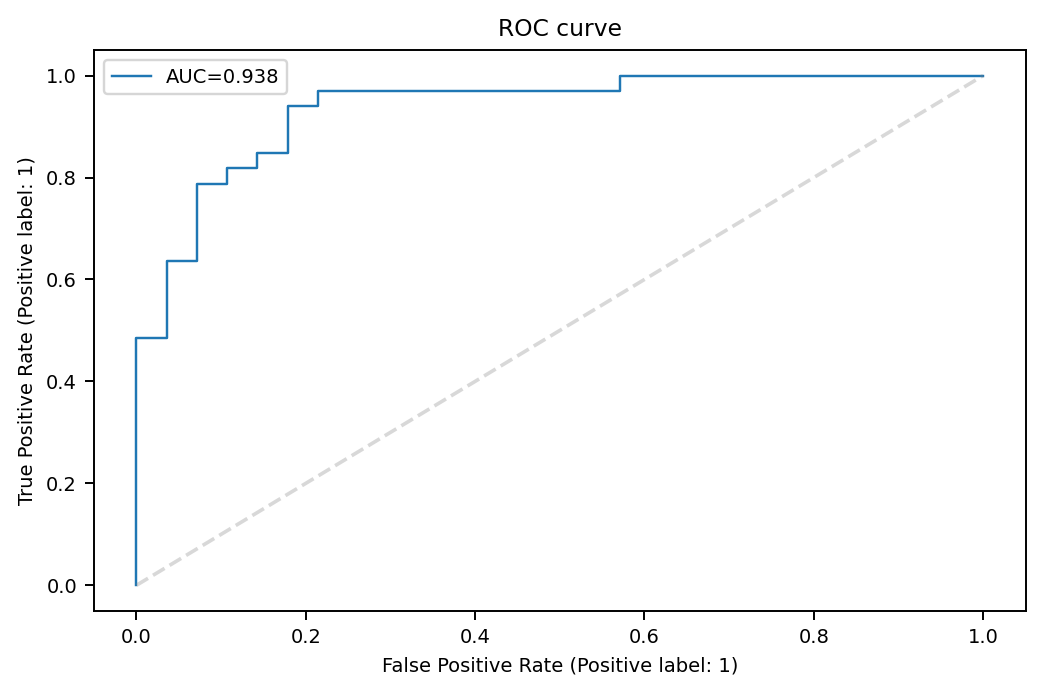 ROC curve
AUC=0.938
True Positive Rate (Positive label: 1)
1.0
0.8
0.6
0.4
0.2
0.0
0.0 0.2 0.4 0.6 0.8 1.0
False Positive Rate (Positive label: 1)